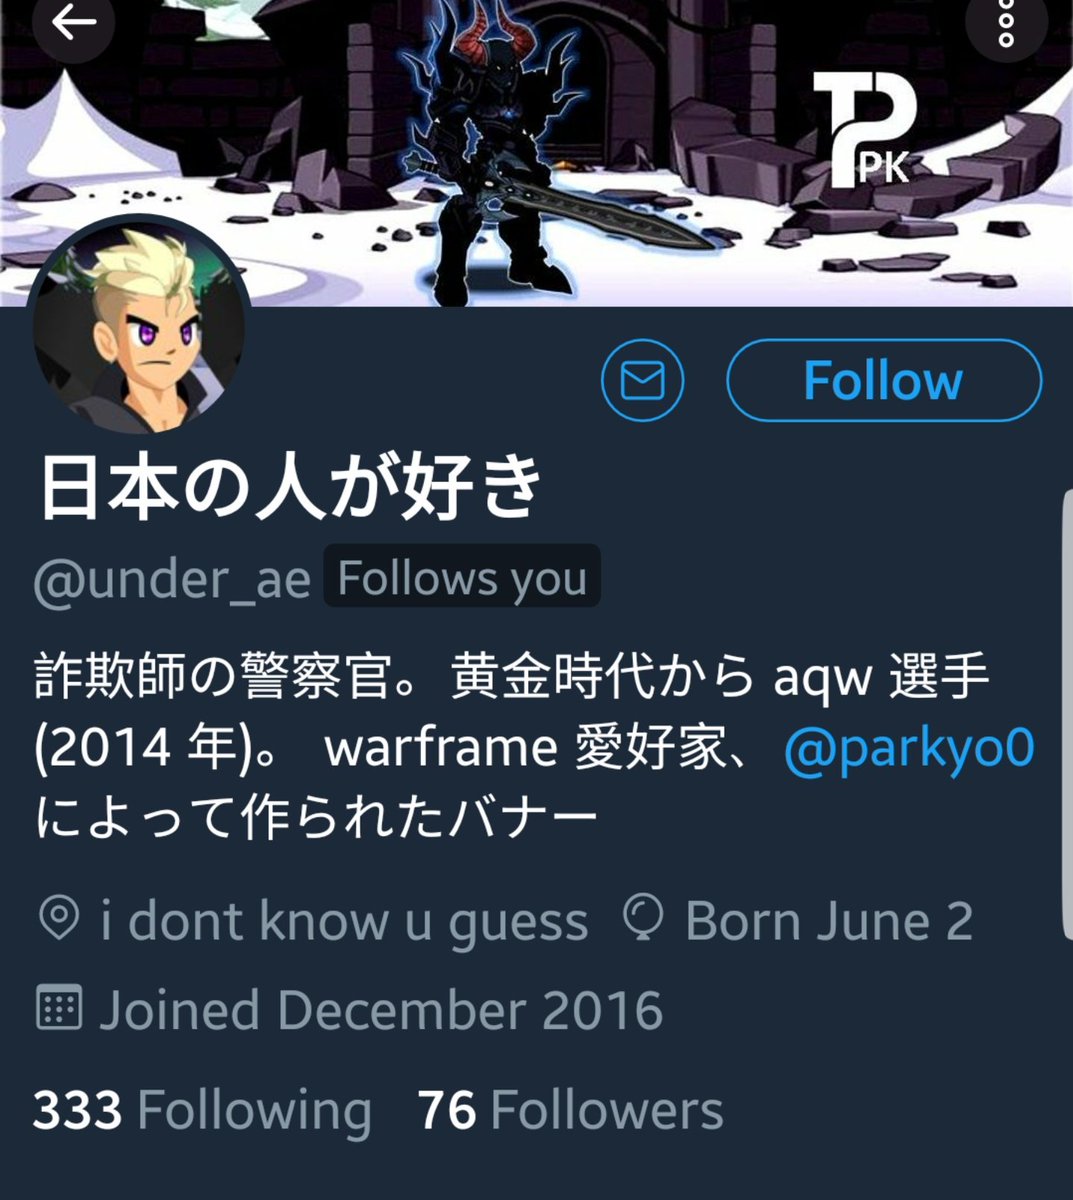 TP
PK
Follow
日本の人が好き
@under_ae Follows you
詐欺師の警察官。黄金時代から aqw 選手
(2014 年)。 warframe 愛好家、 @parkyo0
によって作られたバナー
i dont know u guess Born June 2
Joined December 2016
333 Following 76 Followers